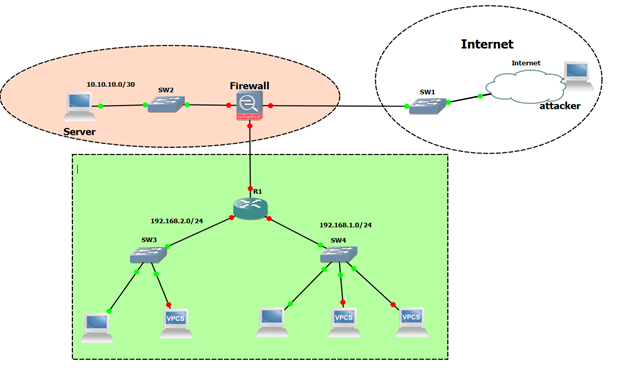 Internet
Internet
10.10.10.0/30
SW2
Firewall
SW1
attacker
Server
R1
192.168.2.0/24
192.168.1.0/24
SW3
SW4
VPCS
VPCS
VPCS